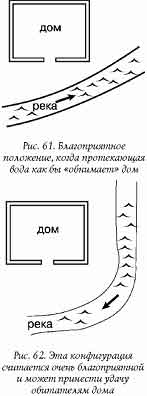 дом
река
Рис. 61. Благоприятное
положение, когда протекающая
вода как бы «обнимает» дом
дом
река
Рис. 62. Эта конфигурация
считается очень благоприятной
и может принести удачу
обитателям дома